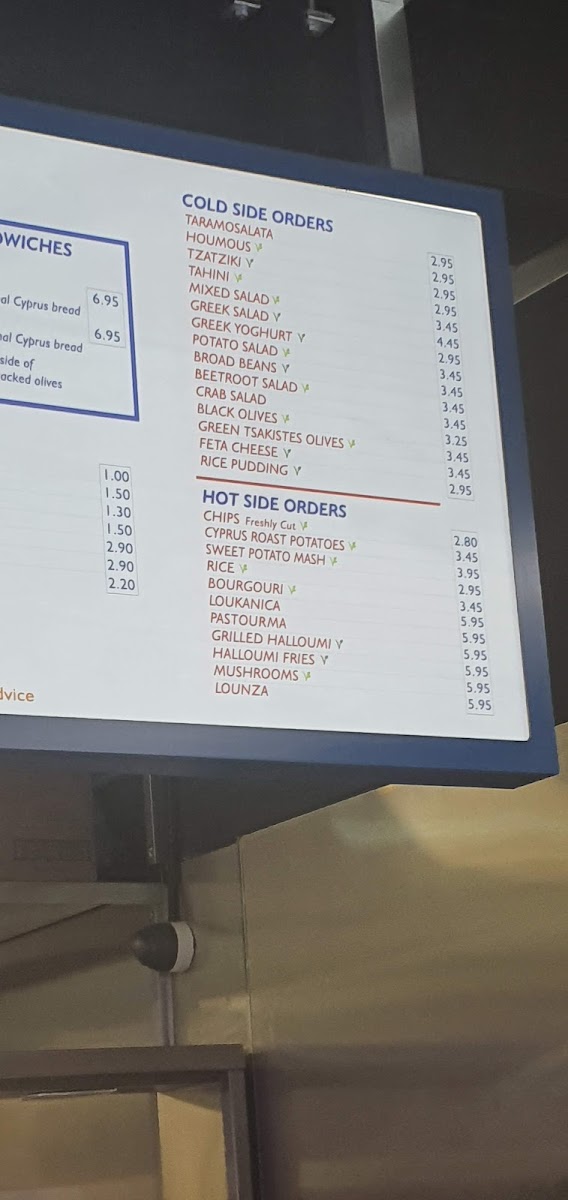 WICHES
al Cyprus bread 6.95
nal Cyprus bread 6.95
side of
acked olives
1.00
1.50
1.30
1.50
2.90
2.90
2.20
dvice
COLD SIDE ORDERS
TARAMOSALATA 2.95
HOUMOUS 2.95
TZATZIKI 2.95
TAHINI 2.95
MIXED SALAD 3.45
GREEK SALAD 4.45
GREEK YOGHURT 2.95
POTATO SALAD 3.45
BROAD BEANS 3.45
BEETROOT SALAD 3.45
CRAB SALAD 3.45
BLACK OLIVES 3.25
GREEN TSAKISTES OLIVES 3.45
FETA CHEESE 3.45
RICE PUDDING 2.95
HOT SIDE ORDERS
CHIPS Freshly Cut 2.80
CYPRUS ROAST POTATOES 3.45
SWEET POTATO MASH 3.95
RICE 2.95
BOURGOURI 3.45
LOUKANICA 5.95
PASTOURMA 5.95
GRILLED HALLOUMI 5.95
HALLOUMI FRIES 5.95
MUSHROOMS 5.95
LOUNZA 5.95